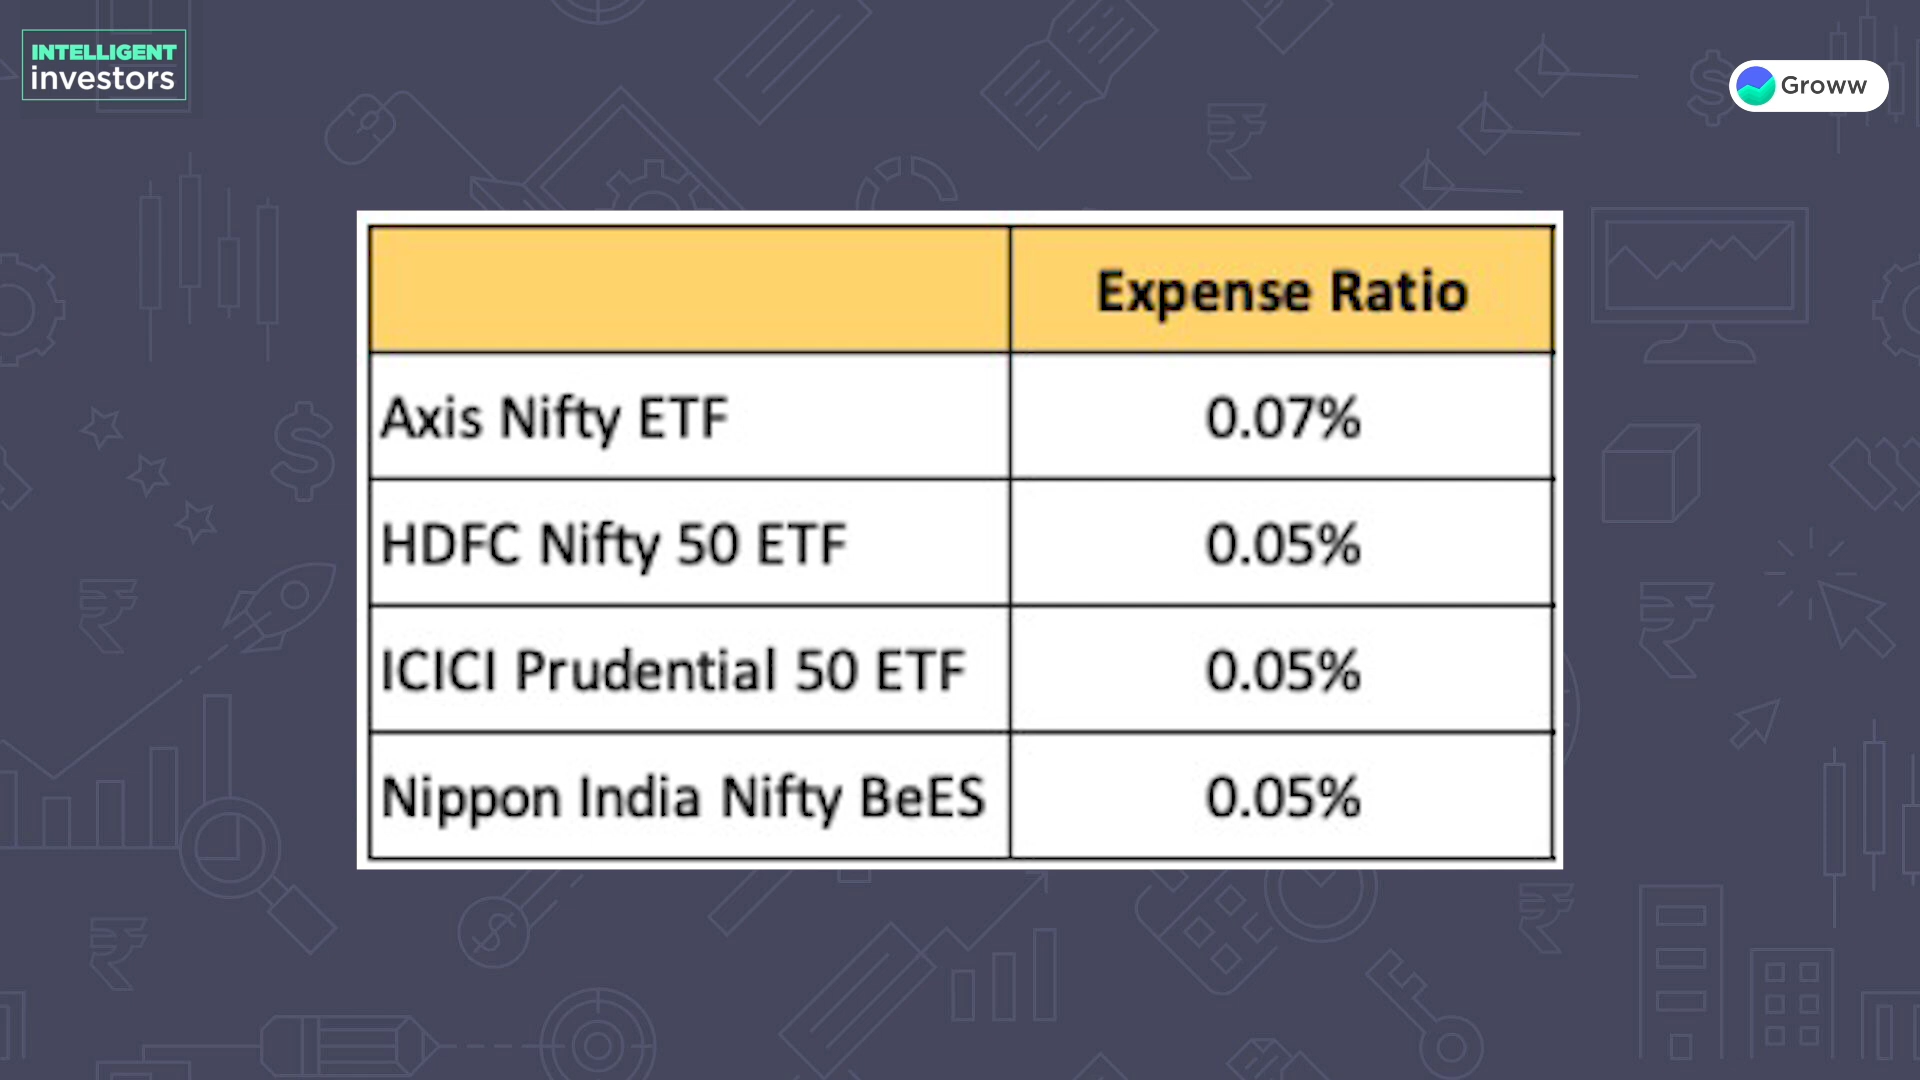 INTELLIGENT
investors
Groww
Expense Ratio
Axis Nifty ETF 0.07%
HDFC Nifty 50 ETF 0.05%
ICICI Prudential 50 ETF 0.05%
Nippon India Nifty BeES 0.05%